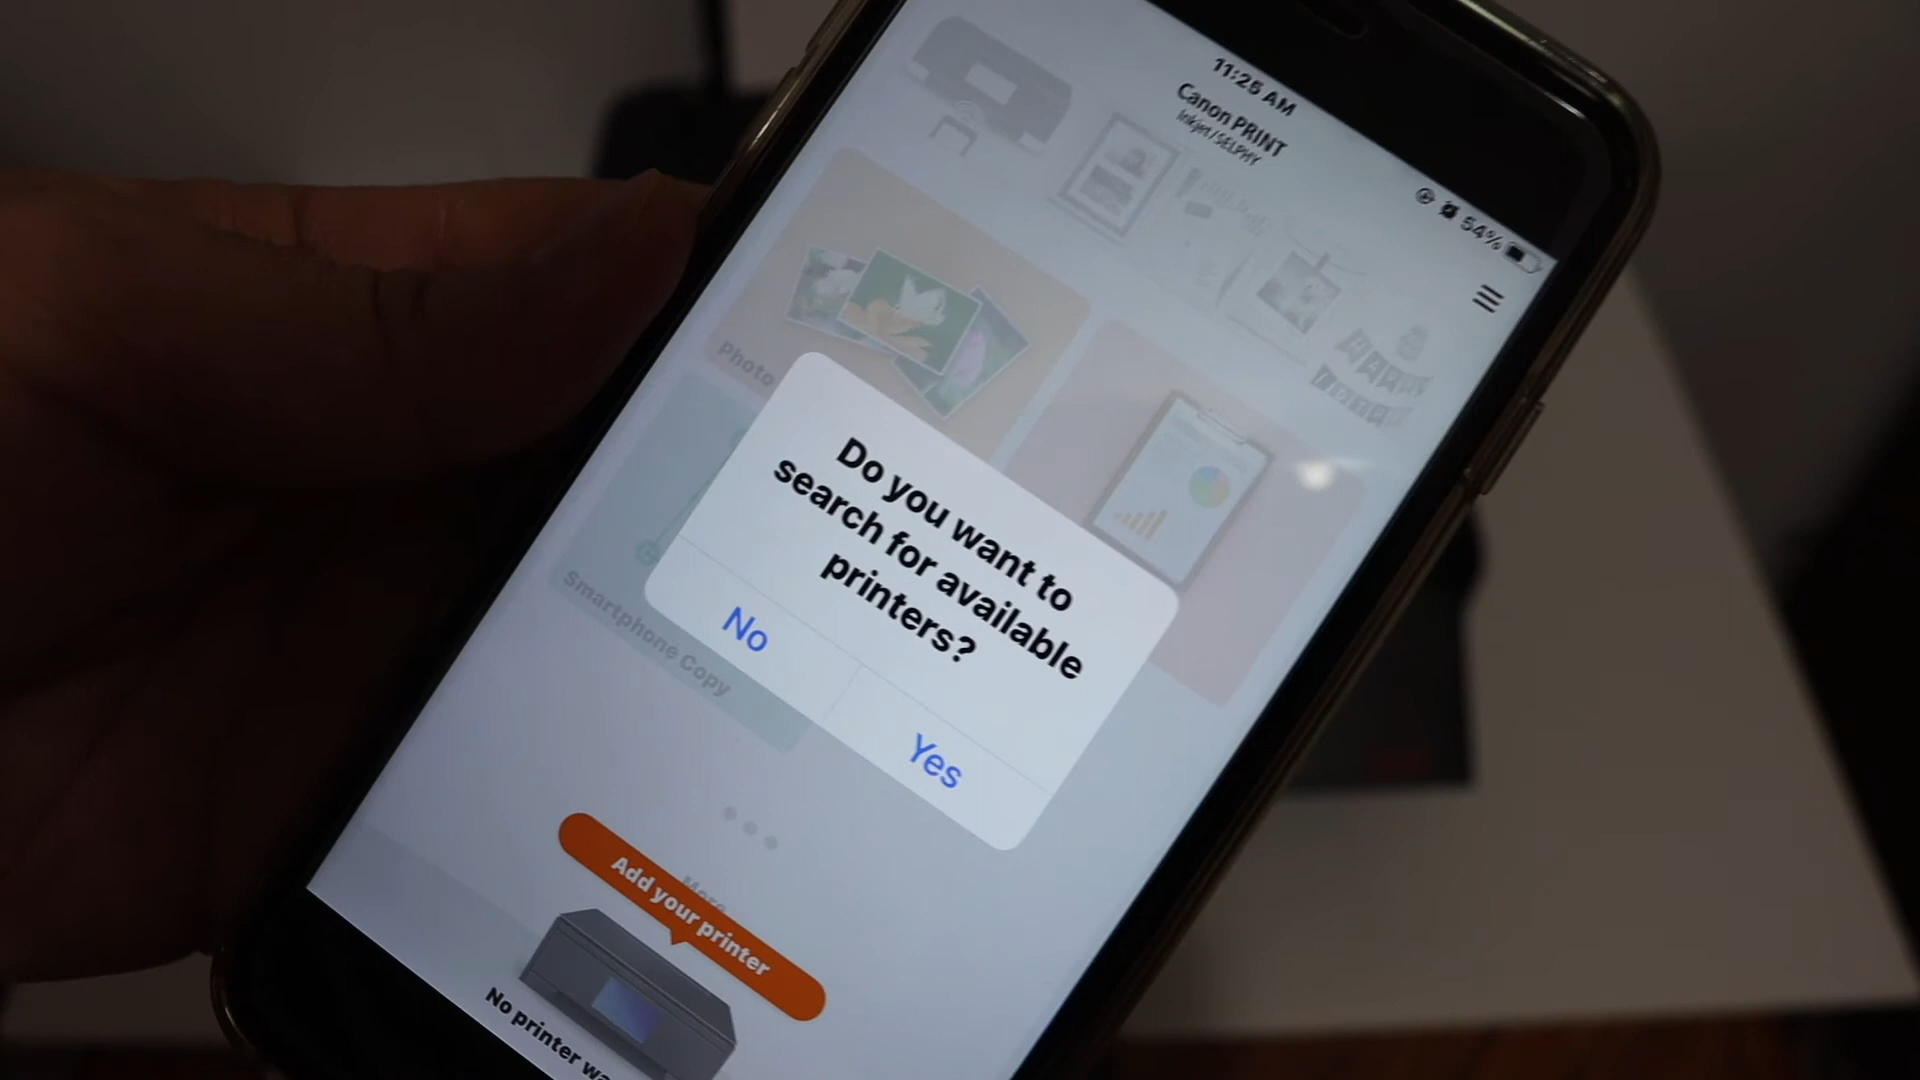 11:25 AM
Canon PRINT
Inkjet/SELPHY
54%
Photo
Do you want to
search for available
printers?
No
Yes
Smartphone Copy
More
Add your printer
No printer